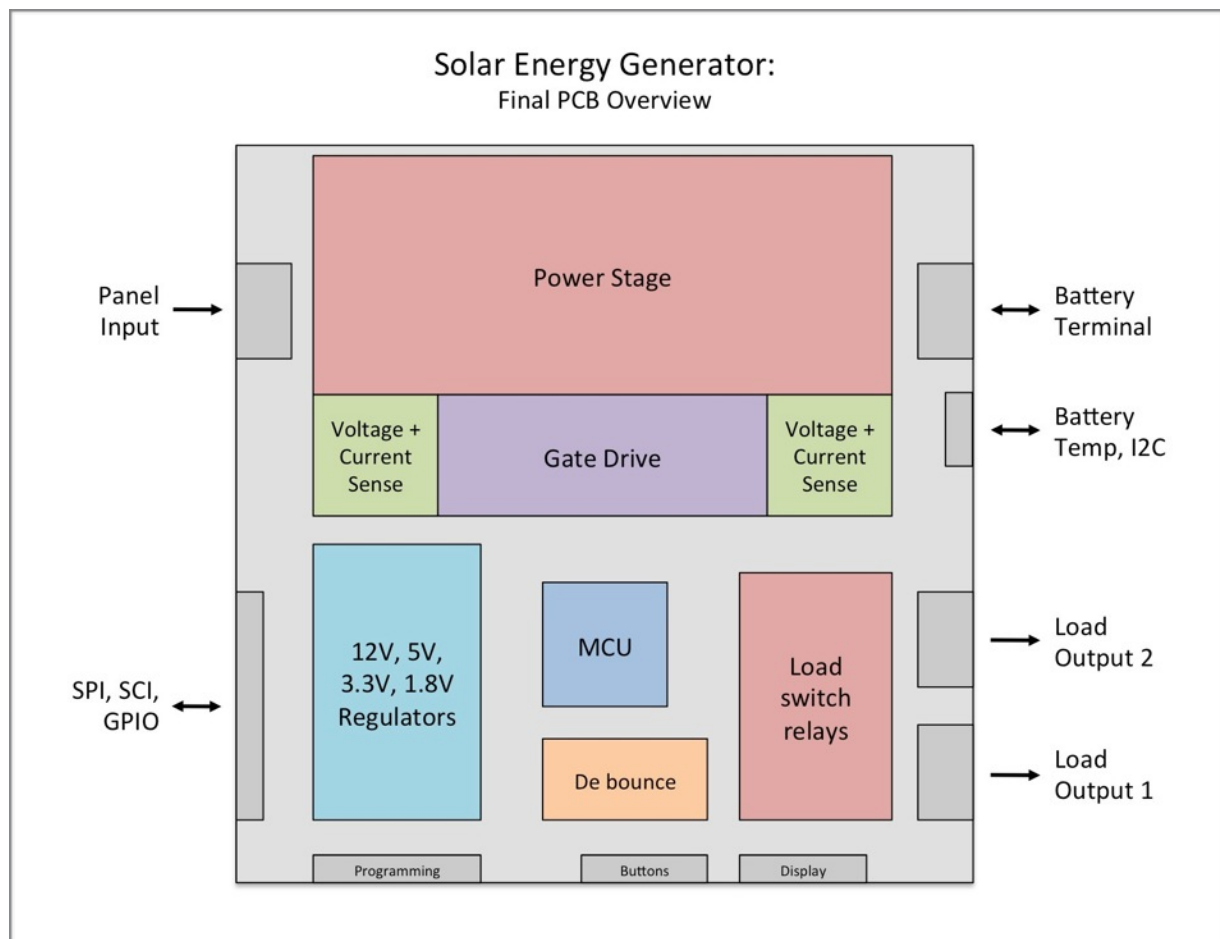 Solar Energy Generator:
Final PCB Overview
Power Stage
Panel
Input
Battery
Terminal
Voltage +
Current
Sense
Gate Drive
Voltage +
Current
Sense
Battery
Temp, I2C
12V, 5V,
3.3V, 1.8V
Regulators
MCU
Load
switch
relays
Load
Output 2
SPI, SCI,
GPIO
De bounce
Load
Output 1
Programming
Buttons
Display